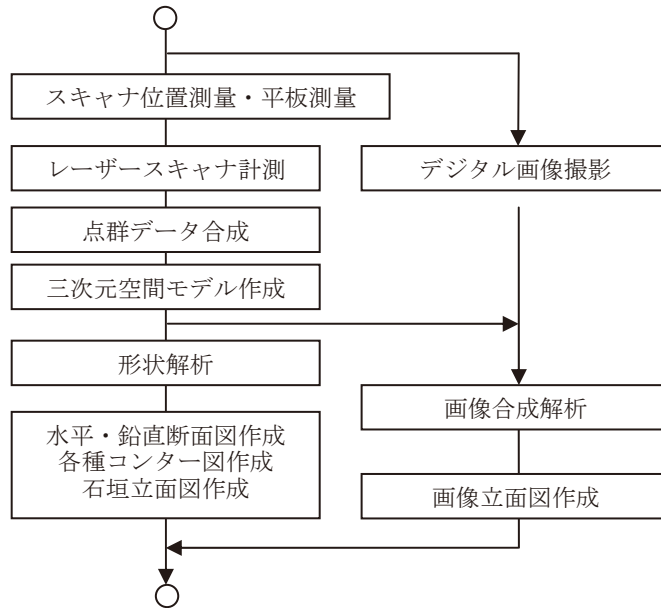 スキャナ位置測量・平板測量
レーザースキャナ計測
デジタル画像撮影
点群データ合成
三次元空間モデル作成
形状解析
画像合成解析
水平・鉛直断面図作成
各種コンター図作成
石垣立面図作成
画像立面図作成